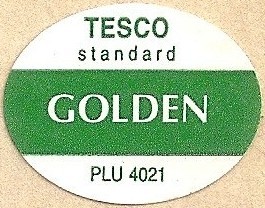 TESCO
standard
GOLDEN
PLU 4021